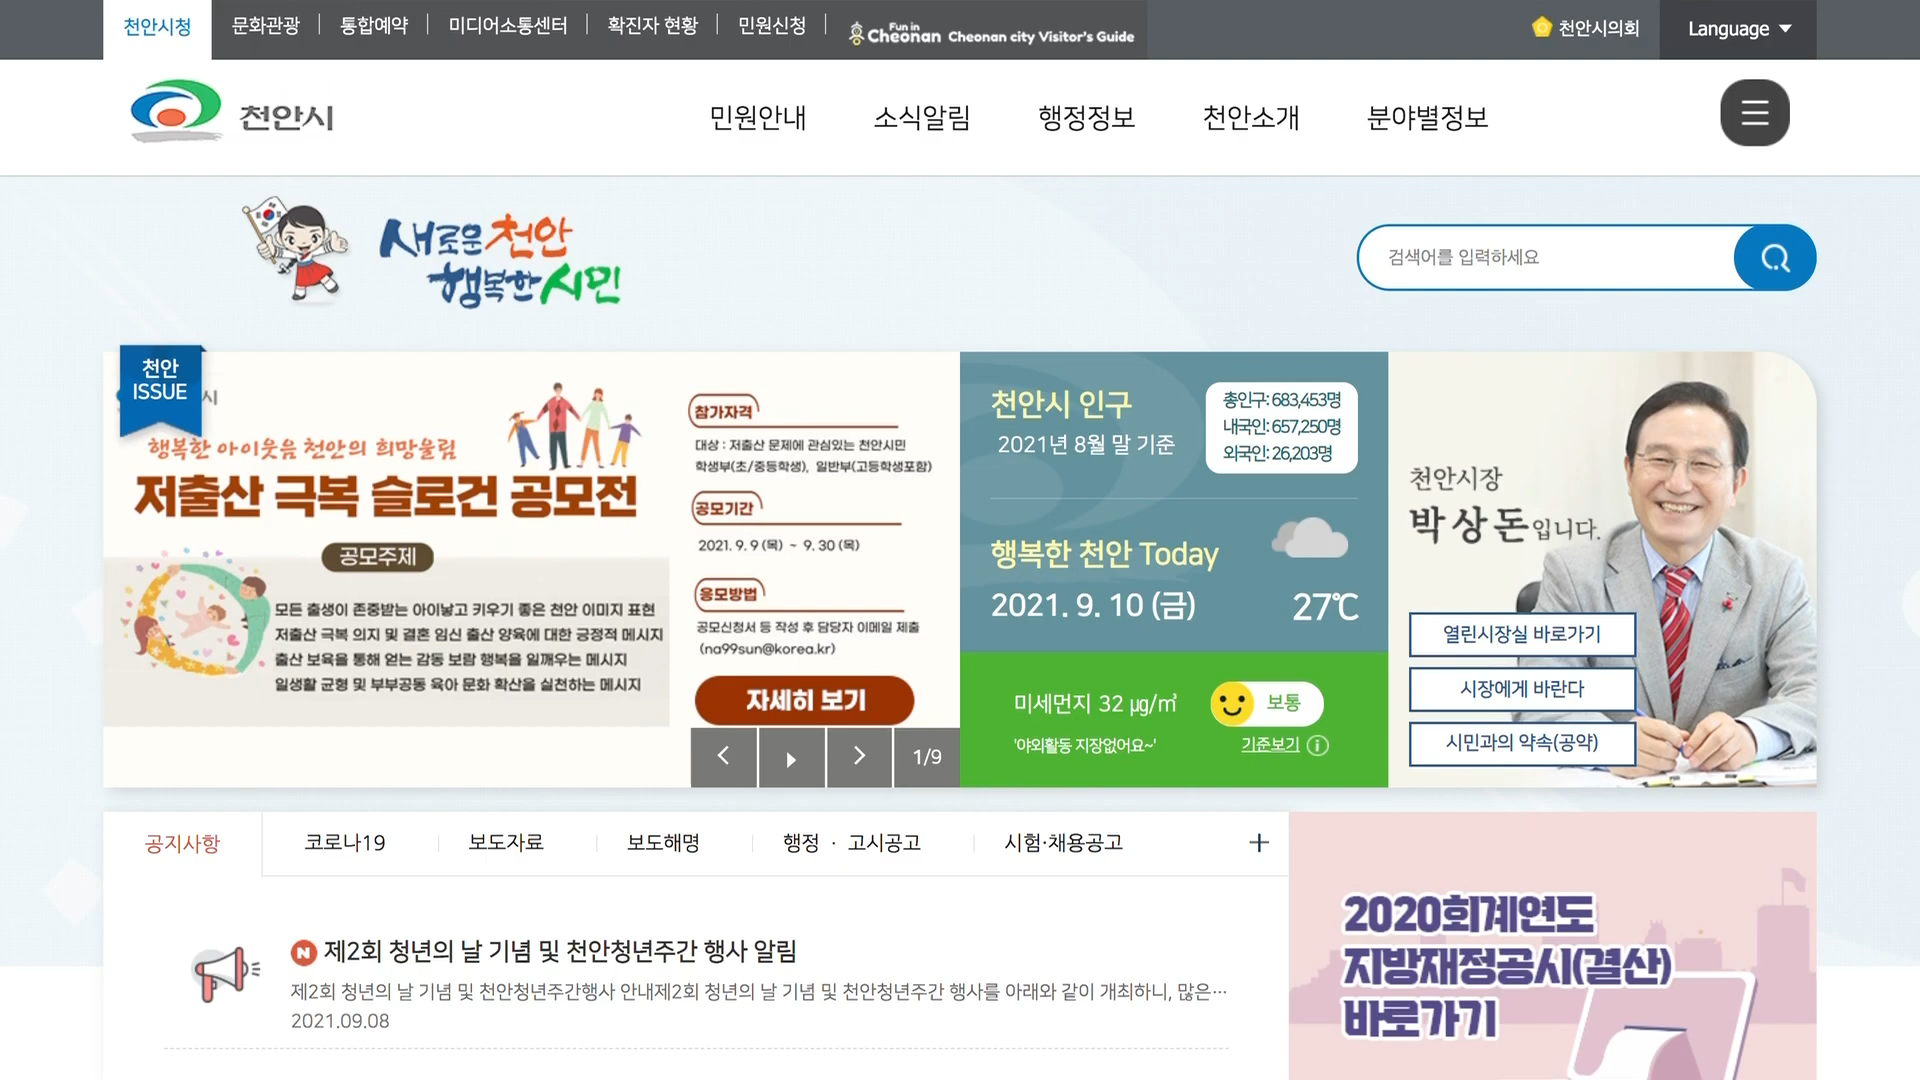 천안시청
문화관광
통합예약
미디어소통센터
확진자 현황
민원신청
Fun in
Cheonan Cheonan city Visitor's Guide
천안시의회
Language
천안시
민원안내
소식알림
행정정보
천안소개
분야별정보
새로운 천안
행복한 시민
검색어를 입력하세요
천안
ISSUE
시
행복한 아이웃음 천안의 희망울림
저출산 극복 슬로건 공모전
공모주제
모든 출생이 존중받는 아이낳고 키우기 좋은 천안 이미지 표현
저출산 극복 의지 및 결혼 임신 출산 양육에 대한 긍정적 메시지
출산 보육을 통해 얻는 감동 보람 행복을 일깨우는 메시지
일생활 균형 및 부부공동 육아 문화 확산을 실천하는 메시지
참가자격
대상 : 저출산 문제에 관심있는 천안시민
학생부(초/중등학생), 일반부(고등학생포함)
공모기간
2021. 9. 9 (목) ~ 9. 30 (목)
응모방법
공모신청서 등 작성 후 담당자 이메일 제출
(na99sun@korea.kr)
자세히 보기
1/9
천안시 인구
2021년 8월 말 기준
총인구: 683,453명
내국인: 657,250명
외국인: 26,203명
행복한 천안 Today
2021. 9. 10 (금)
27℃
미세먼지 32 μg/㎥
보통
'야외활동 지장없어요~'
기준보기
천안시장
박상돈입니다.
열린시장실 바로가기
시장에게 바란다
시민과의 약속(공약)
공지사항
코로나19
보도자료
보도해명
행정 · 고시공고
시험·채용공고
N 제2회 청년의 날 기념 및 천안청년주간 행사 알림
제2회 청년의 날 기념 및 천안청년주간행사 안내제2회 청년의 날 기념 및 천안청년주간 행사를 아래와 같이 개최하니, 많은…
2021.09.08
2020회계연도
지방재정공시(결산)
바로가기